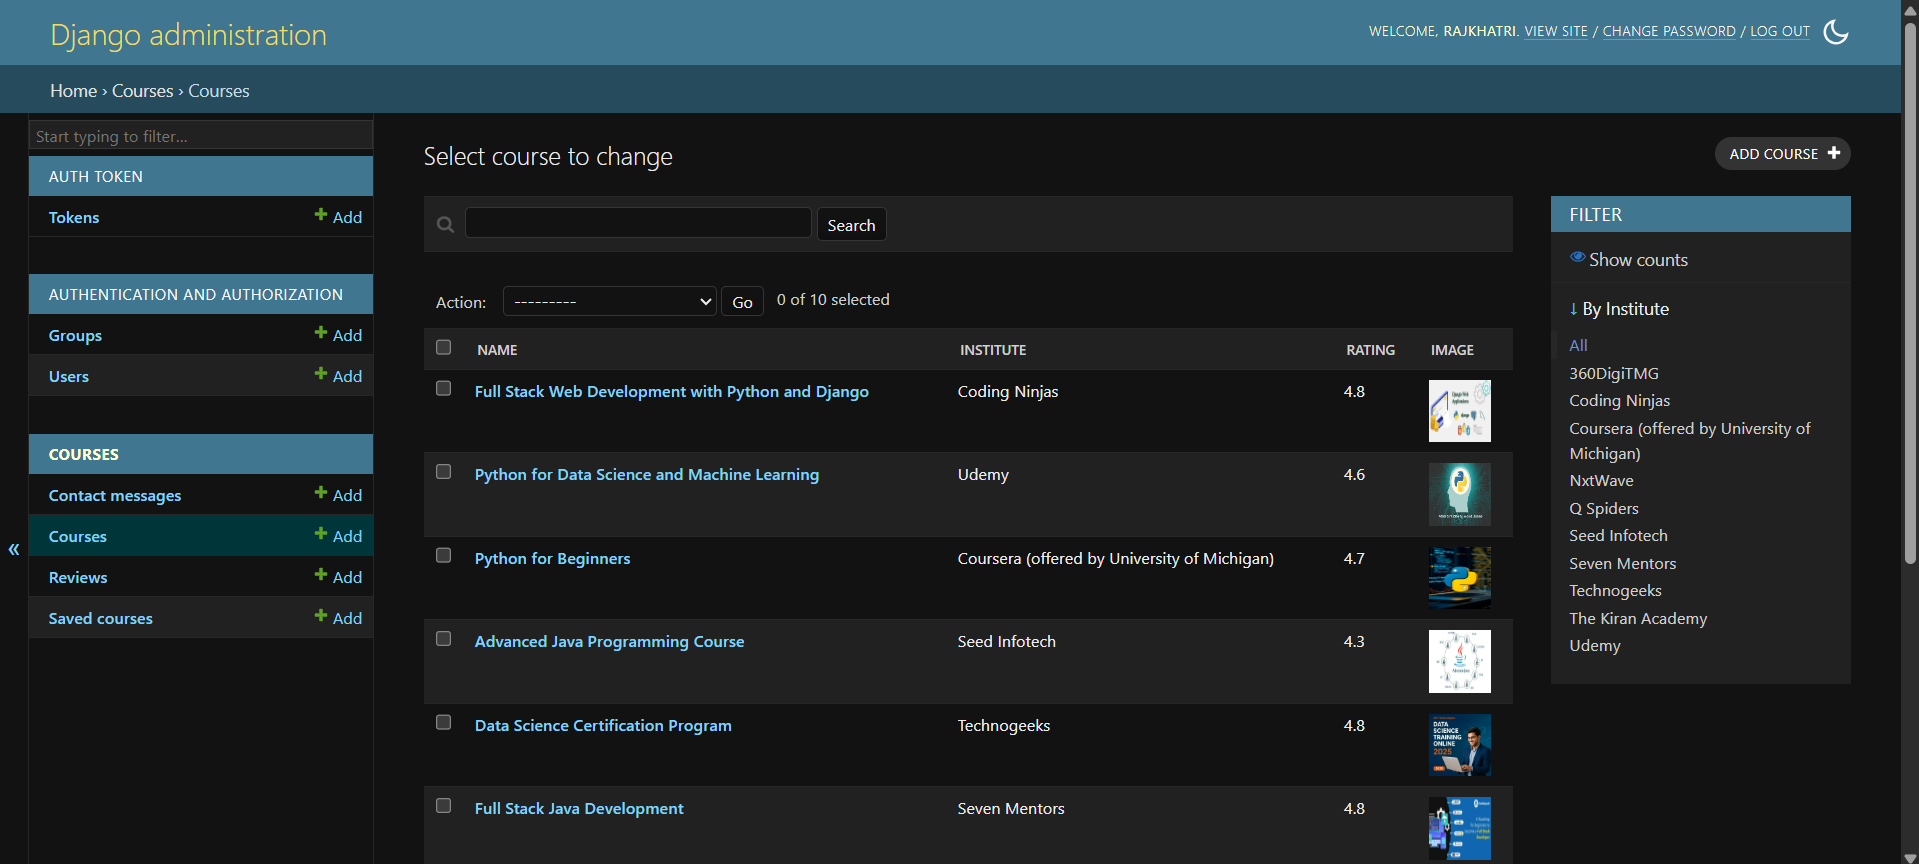 Django administration
WELCOME, RAJKHATRI. VIEW SITE / CHANGE PASSWORD / LOG OUT
Home › Courses › Courses
Start typing to filter...
AUTH TOKEN
Tokens Add
AUTHENTICATION AND AUTHORIZATION
Groups Add
Users Add
COURSES
Contact messages Add
Courses Add
Reviews Add
Saved courses Add
«
Select course to change
ADD COURSE
Search
Action: --------- Go 0 of 10 selected
NAME INSTITUTE RATING IMAGE
Full Stack Web Development with Python and Django Coding Ninjas 4.8
Python for Data Science and Machine Learning Udemy 4.6
Python for Beginners Coursera (offered by University of Michigan) 4.7
Advanced Java Programming Course Seed Infotech 4.3
Data Science Certification Program Technogeeks 4.8
DATA
SCIENCE
TRAINING
ONLINE
2025
Full Stack Java Development Seven Mentors 4.8
FILTER
Show counts
↓ By Institute
All
360DigiTMG
Coding Ninjas
Coursera (offered by University of
Michigan)
NxtWave
Q Spiders
Seed Infotech
Seven Mentors
Technogeeks
The Kiran Academy
Udemy